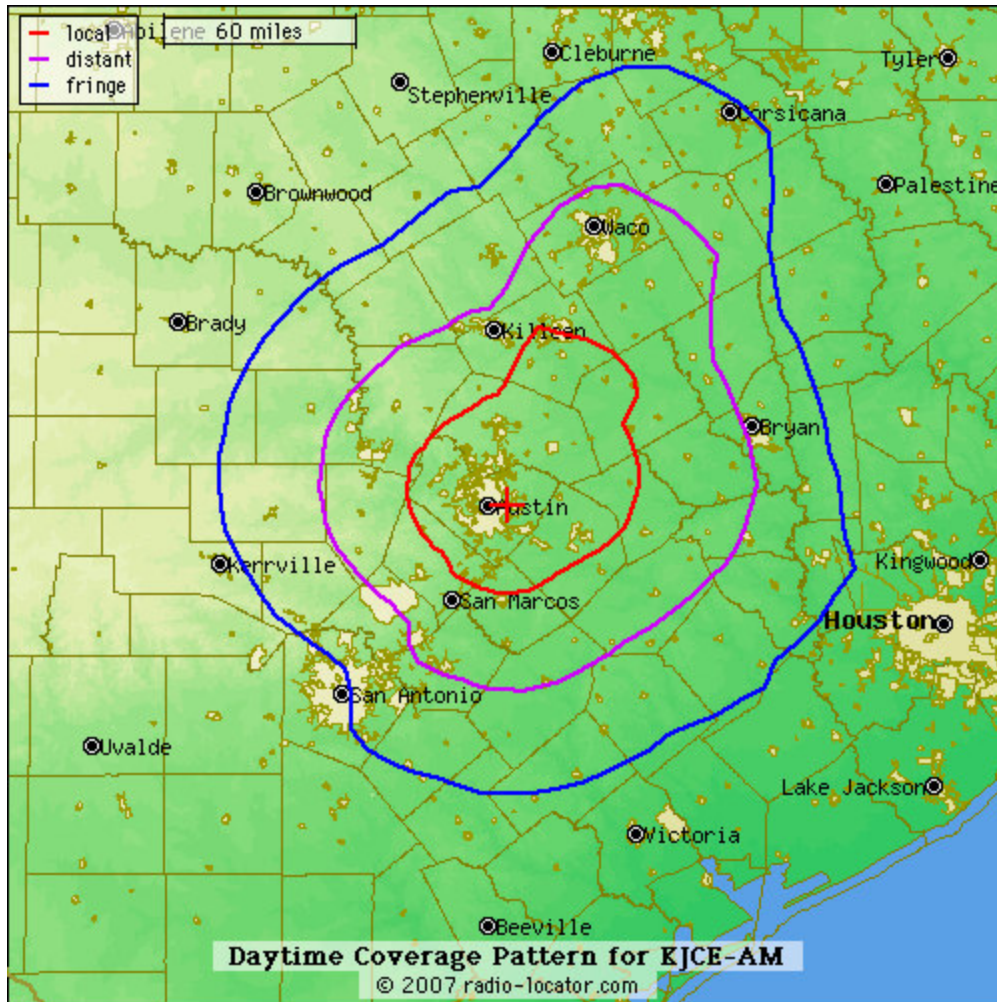 local
distant
fringe
Abilene
60 miles
Cleburne
Tyler
Stephenville
Corsicana
Brownwood
Palestine
Waco
Brady
Killeen
Bryan
Austin
Kerrville
Kingwood
San Marcos
Houston
San Antonio
Uvalde
Lake Jackson
Victoria
Beeville
Daytime Coverage Pattern for KJCE-AM
© 2007 radio-locator.com